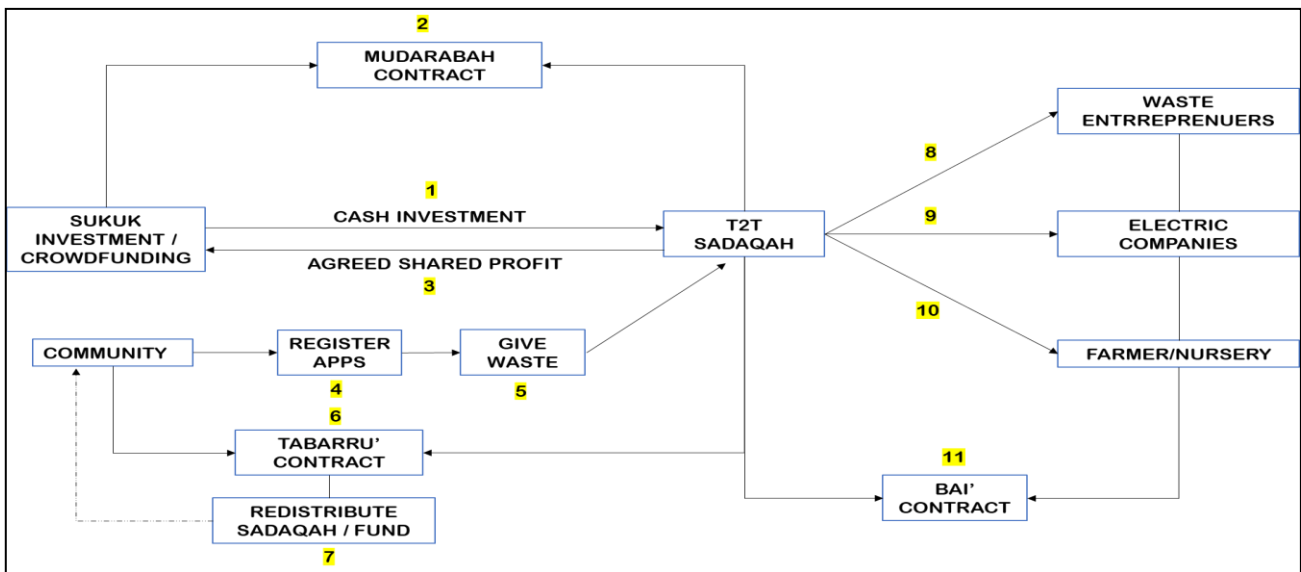 2
MUDARABAH
CONTRACT
WASTE
ENTRREPRENUERS
8
1
CASH INVESTMENT
SUKUK
INVESTMENT /
CROWDFUNDING
T2T
SADAQAH
9
ELECTRIC
COMPANIES
AGREED SHARED PROFIT
3
10
COMMUNITY
REGISTER
APPS
GIVE
WASTE
FARMER/NURSERY
4
5
6
TABARRU'
CONTRACT
11
BAI'
CONTRACT
REDISTRIBUTE
SADAQAH / FUND
7